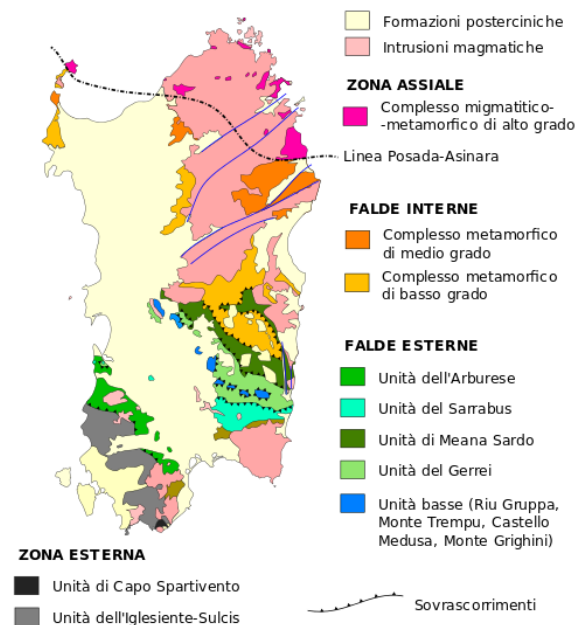 Formazioni posterciniche
Intrusioni magmatiche
ZONA ASSIALE
Complesso migmatitico-
-metamorfico di alto grado
Linea Posada-Asinara
FALDE INTERNE
Complesso metamorfico
di medio grado
Complesso metamorfico
di basso grado
FALDE ESTERNE
Unità dell'Arburese
Unità del Sarrabus
Unità di Meana Sardo
Unità del Gerrei
Unità basse (Riu Gruppa,
Monte Trempu, Castello
Medusa, Monte Grighini)
ZONA ESTERNA
Unità di Capo Spartivento
Unità dell'Iglesiente-Sulcis
Sovrascorrimenti